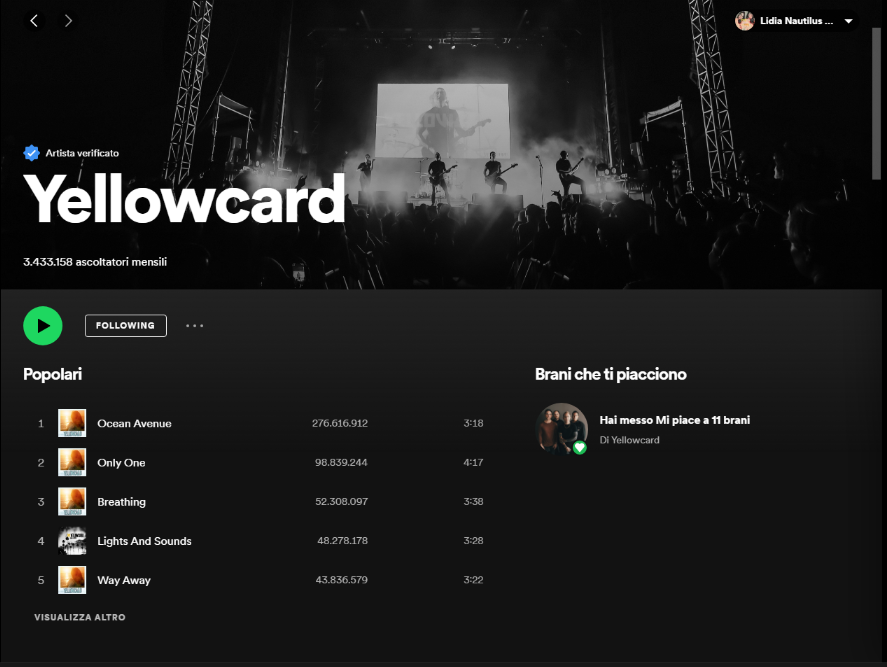 Lidia Nautilus ...
Artista verificato
Yellowcard
3.433.158 ascoltatori mensili
FOLLOWING
Popolari
1 Ocean Avenue 276.616.912 3:18
2 Only One 98.839.244 4:17
3 Breathing 52.308.097 3:38
4 Lights And Sounds 48.278.178 3:28
5 Way Away 43.836.579 3:22
VISUALIZZA ALTRO
Brani che ti piacciono
Hai messo Mi piace a 11 brani
Di Yellowcard